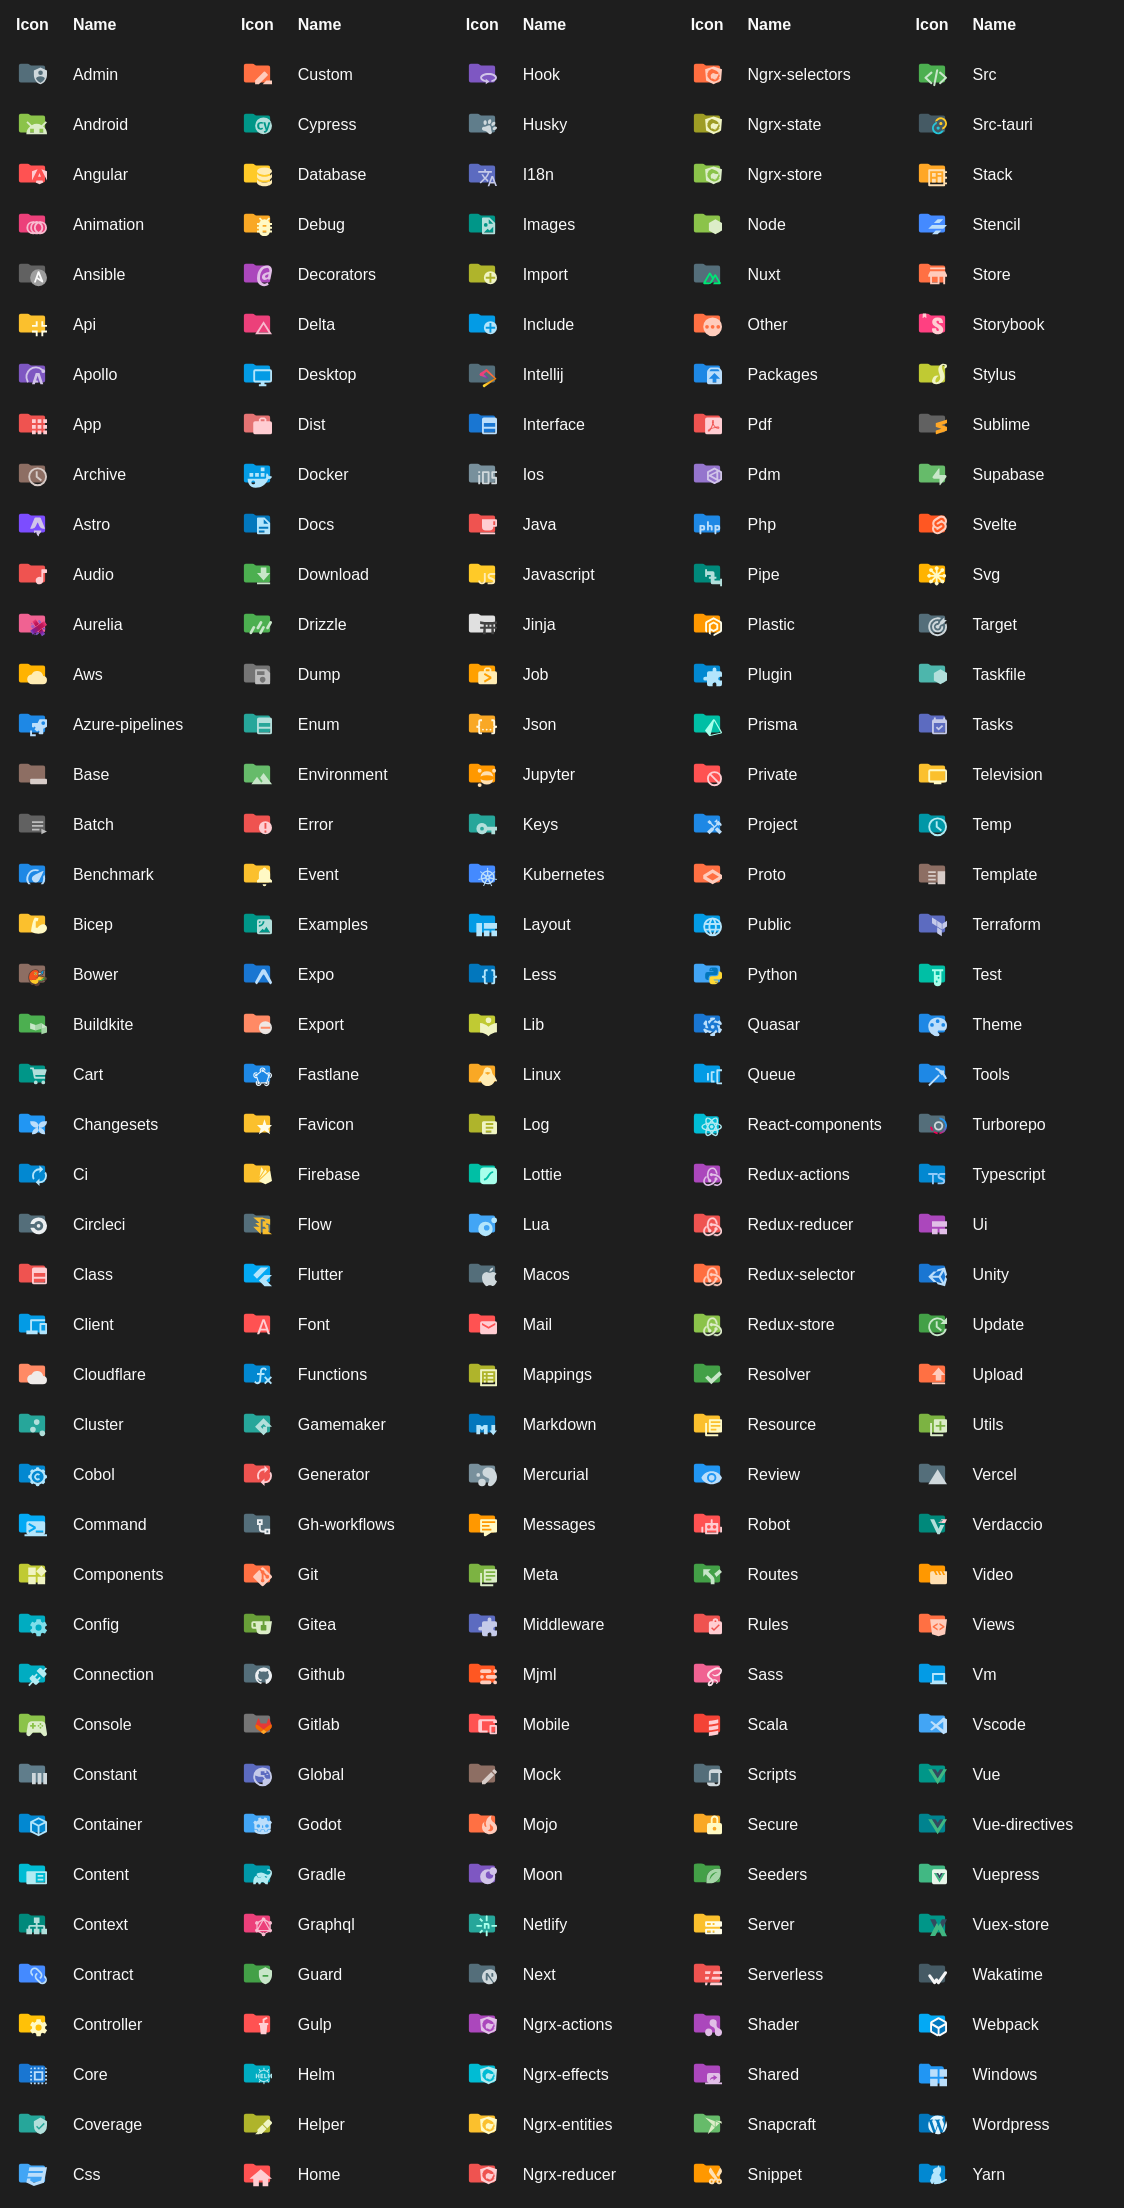 Icon Name Icon Name Icon Name Icon Name Icon Name
Admin Custom Hook Ngrx-selectors Src
Android Cypress Husky Ngrx-state Src-tauri
Angular Database I18n Ngrx-store Stack
Animation Debug Images Node Stencil
Ansible Decorators Import Nuxt Store
Api Delta Include Other Storybook
Apollo Desktop Intellij Packages Stylus
App Dist Interface Pdf Sublime
Archive Docker Ios Pdm Supabase
Astro Docs Java Php Svelte
Audio Download Javascript Pipe Svg
Aurelia Drizzle Jinja Plastic Target
Aws Dump Job Plugin Taskfile
Azure-pipelines Enum Json Prisma Tasks
Base Environment Jupyter Private Television
Batch Error Keys Project Temp
Benchmark Event Kubernetes Proto Template
Bicep Examples Layout Public Terraform
Bower Expo Less Python Test
Buildkite Export Lib Quasar Theme
Cart Fastlane Linux Queue Tools
Changesets Favicon Log React-components Turborepo
Ci Firebase Lottie Redux-actions Typescript
Circleci Flow Lua Redux-reducer Ui
Class Flutter Macos Redux-selector Unity
Client Font Mail Redux-store Update
Cloudflare Functions Mappings Resolver Upload
Cluster Gamemaker Markdown Resource Utils
Cobol Generator Mercurial Review Vercel
Command Gh-workflows Messages Robot Verdaccio
Components Git Meta Routes Video
Config Gitea Middleware Rules Views
Connection Github Mjml Sass Vm
Console Gitlab Mobile Scala Vscode
Constant Global Mock Scripts Vue
Container Godot Mojo Secure Vue-directives
Content Gradle Moon Seeders Vuepress
Context Graphql Netlify Server Vuex-store
Contract Guard Next Serverless Wakatime
Controller Gulp Ngrx-actions Shader Webpack
Core Helm Ngrx-effects Shared Windows
Coverage Helper Ngrx-entities Snapcraft Wordpress
Css Home Ngrx-reducer Snippet Yarn